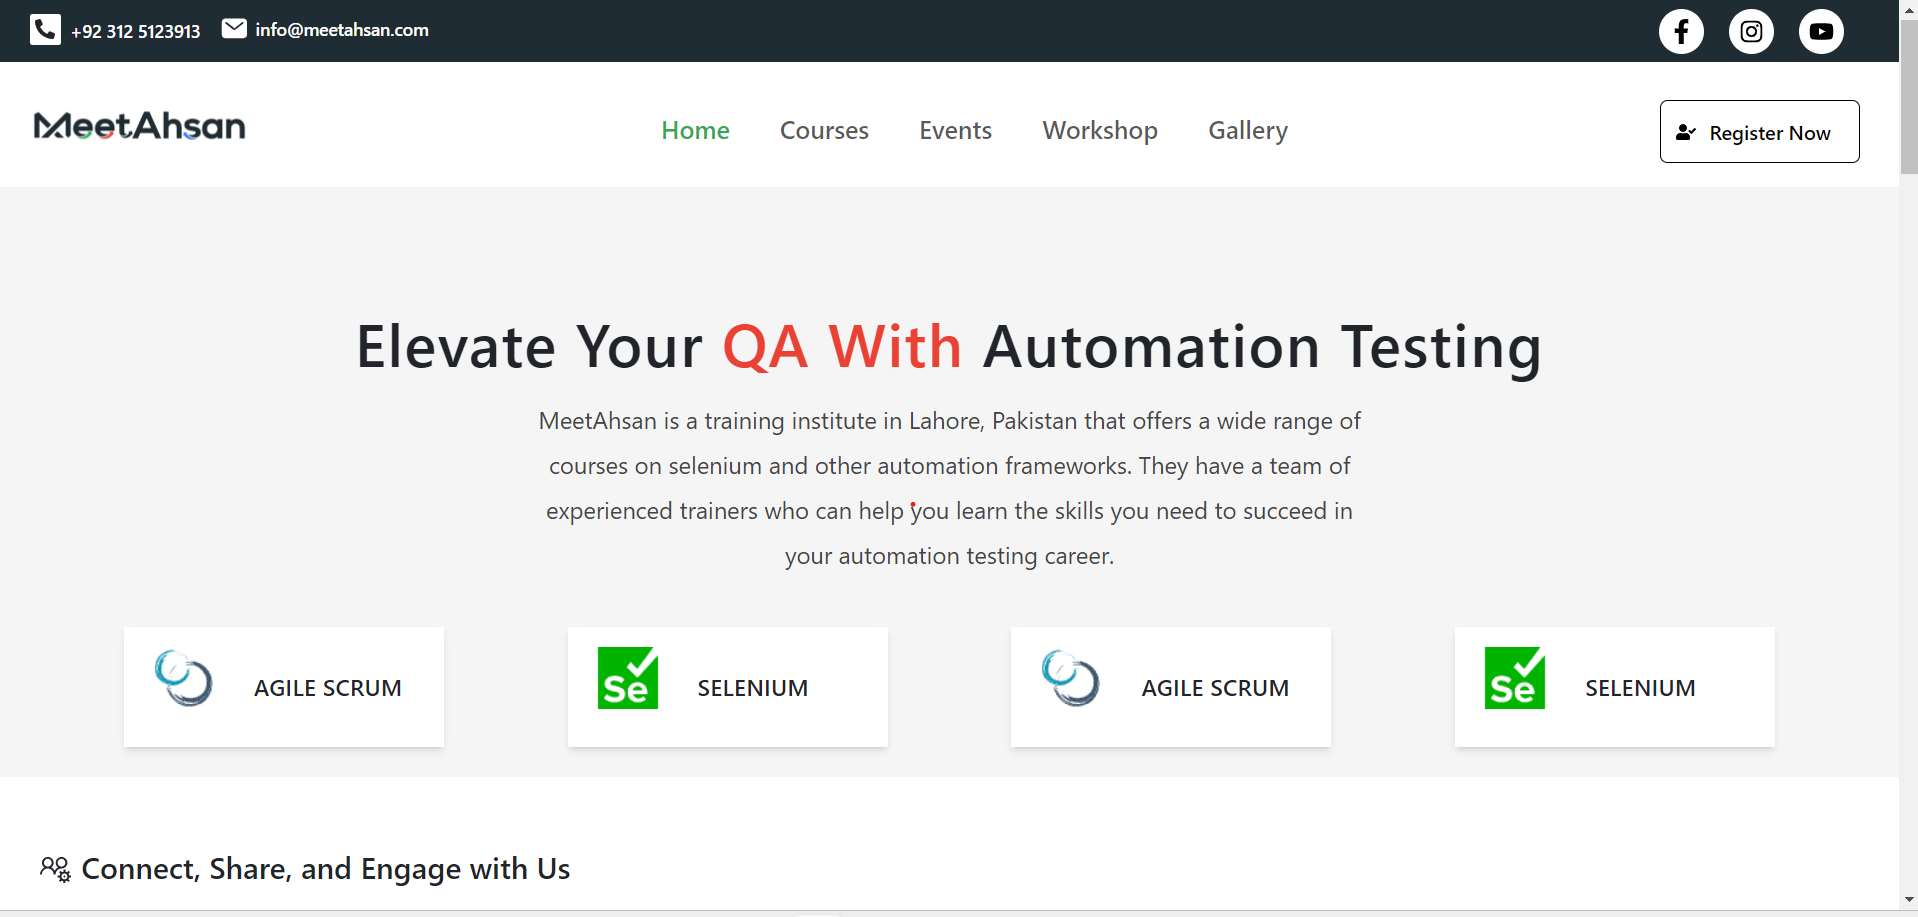 +92 312 5123913 info@meetahsan.com
MeetAhsan
Home Courses Events Workshop Gallery
Register Now
Elevate Your QA With Automation Testing
MeetAhsan is a training institute in Lahore, Pakistan that offers a wide range of
courses on selenium and other automation frameworks. They have a team of
experienced trainers who can help you learn the skills you need to succeed in
your automation testing career.
AGILE SCRUM
Se SELENIUM
AGILE SCRUM
Se SELENIUM
Connect, Share, and Engage with Us